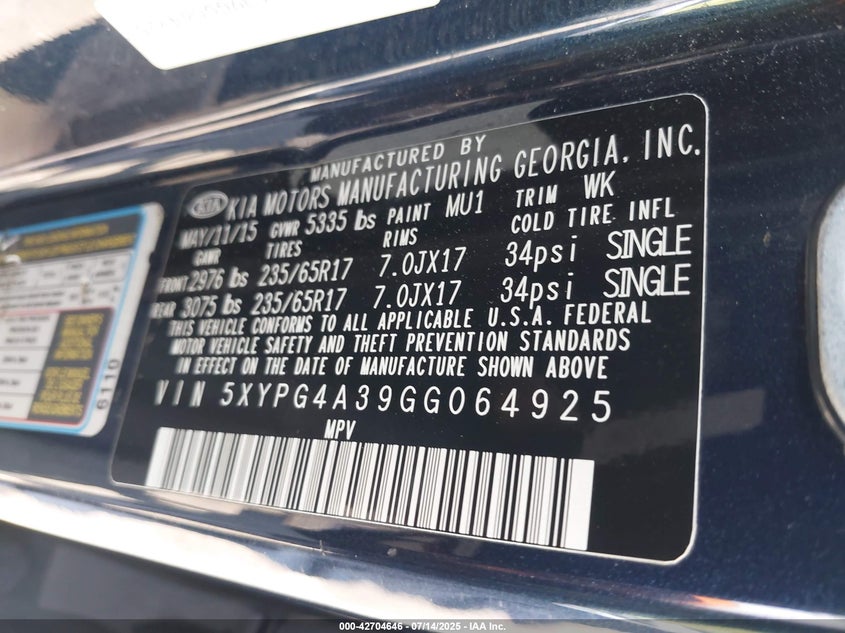 MANUFACTURED BY
KIA KIA MOTORS MANUFACTURING GEORGIA, INC.
MAY/11/15 GVWR 5335 lbs PAINT MU1 TRIM WK
GAWR TIRES RIMS COLD TIRE INFL
FRONT 2976 lbs 235/65R17 7.0JX17 34psi SINGLE
REAR 3075 lbs 235/65R17 7.0JX17 34psi SINGLE
THIS VEHICLE CONFORMS TO ALL APPLICABLE U.S.A. FEDERAL
MOTOR VEHICLE SAFETY AND THEFT PREVENTION STANDARDS
IN EFFECT ON THE DATE OF MANUFACTURE SHOWN ABOVE
VIN 5XYPG4A39GG064925
MPV
6110
000-42704646 - 07/14/2025 - IAA Inc.